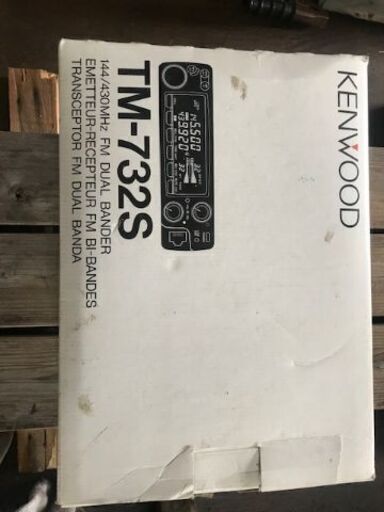 KENWOOD
TM-732S
144/430MHz FM DUAL BANDER
EMETTEUR-RECEPTEUR FM BI-BANDES
TRANSCEPTOR FM DUAL BANDA